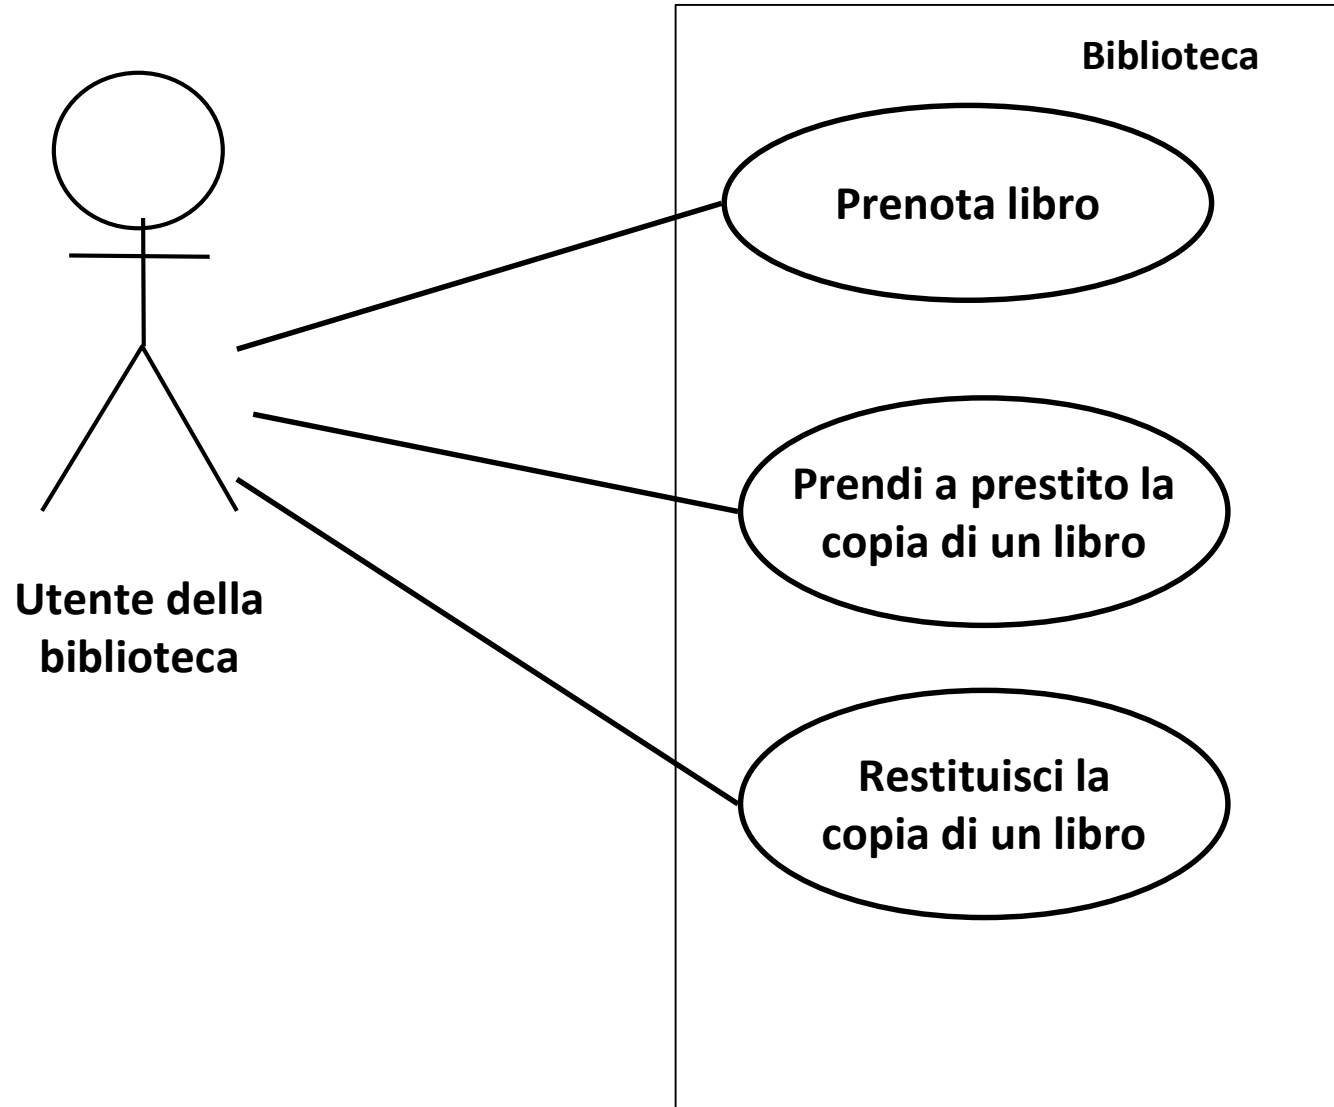 Biblioteca
Prenota libro
Prendi a prestito la
copia di un libro
Utente della
biblioteca
Restituisci la
copia di un libro